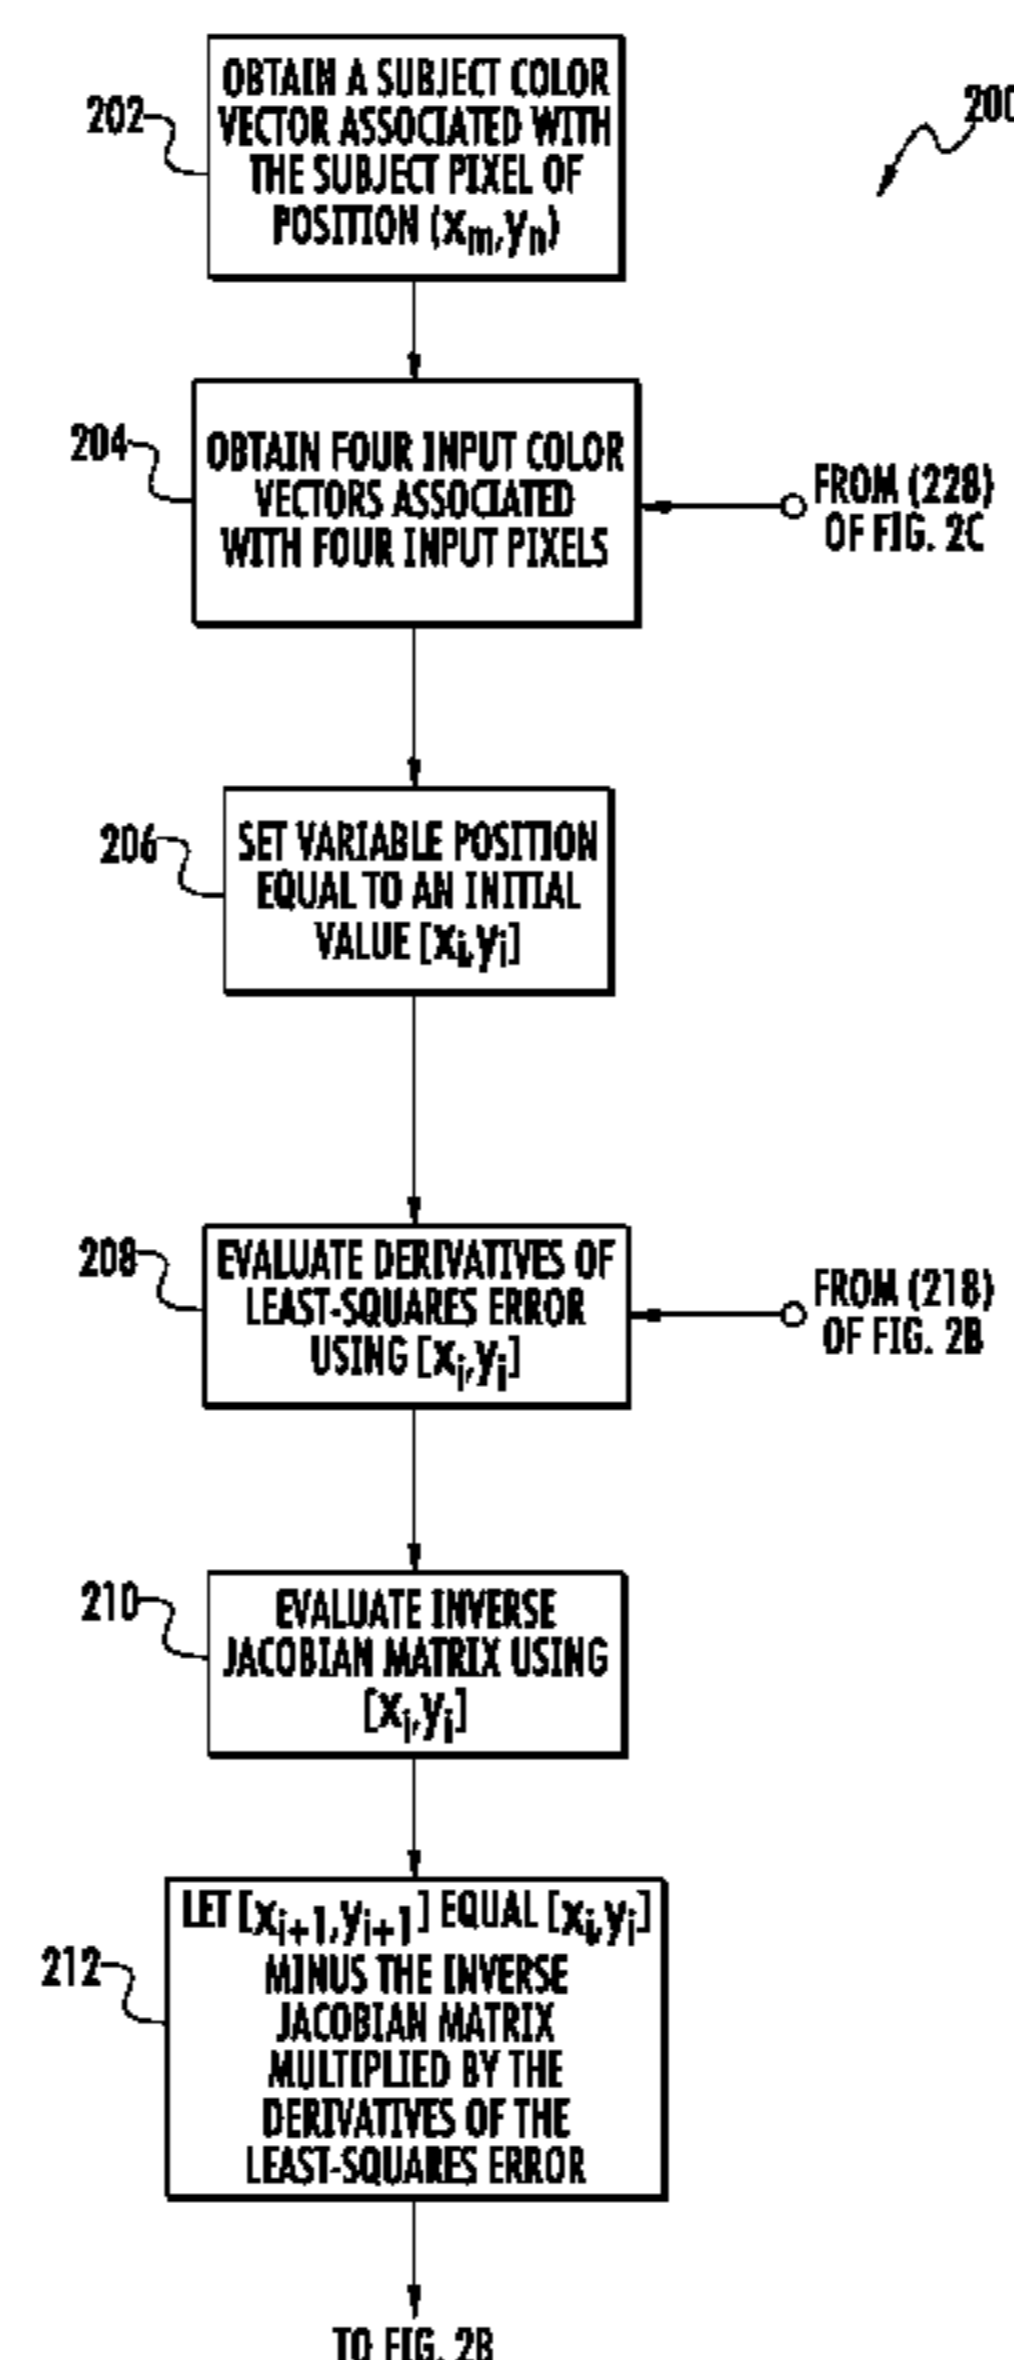 OBTAIN A SUBJECT COLOR
VECTOR ASSOCIATED WITH
THE SUBJECT PIXEL OF
POSITION (xm,yn)
202
200
OBTAIN FOUR INPUT COLOR
VECTORS ASSOCIATED
WITH FOUR INPUT PIXELS
204
FROM (228)
OF FIG. 2C
SET VARIABLE POSITION
EQUAL TO AN INITIAL
VALUE [xi,yi]
206
EVALUATE DERIVATIVES OF
LEAST-SQUARES ERROR
USING [xi,yi]
208
FROM (218)
OF FIG. 2B
EVALUATE INVERSE
JACOBIAN MATRIX USING
[xi,yi]
210
LET [xi+1,yi+1] EQUAL [xi,yi]
MINUS THE INVERSE
JACOBIAN MATRIX
MULTIPLIED BY THE
DERIVATIVES OF THE
LEAST-SQUARES ERROR
212
TO FIG. 2B